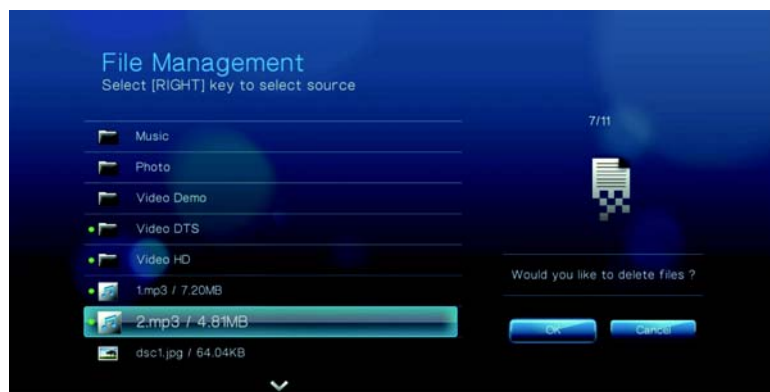 File Management
Select [RIGHT] key to select source
Music
Photo
Video Demo
Video DTS
Video HD
1.mp3 / 7.20MB
2.mp3 / 4.81MB
dsc1.jpg / 64.04KB
7/11
Would you like to delete files ?
OK
Cancel